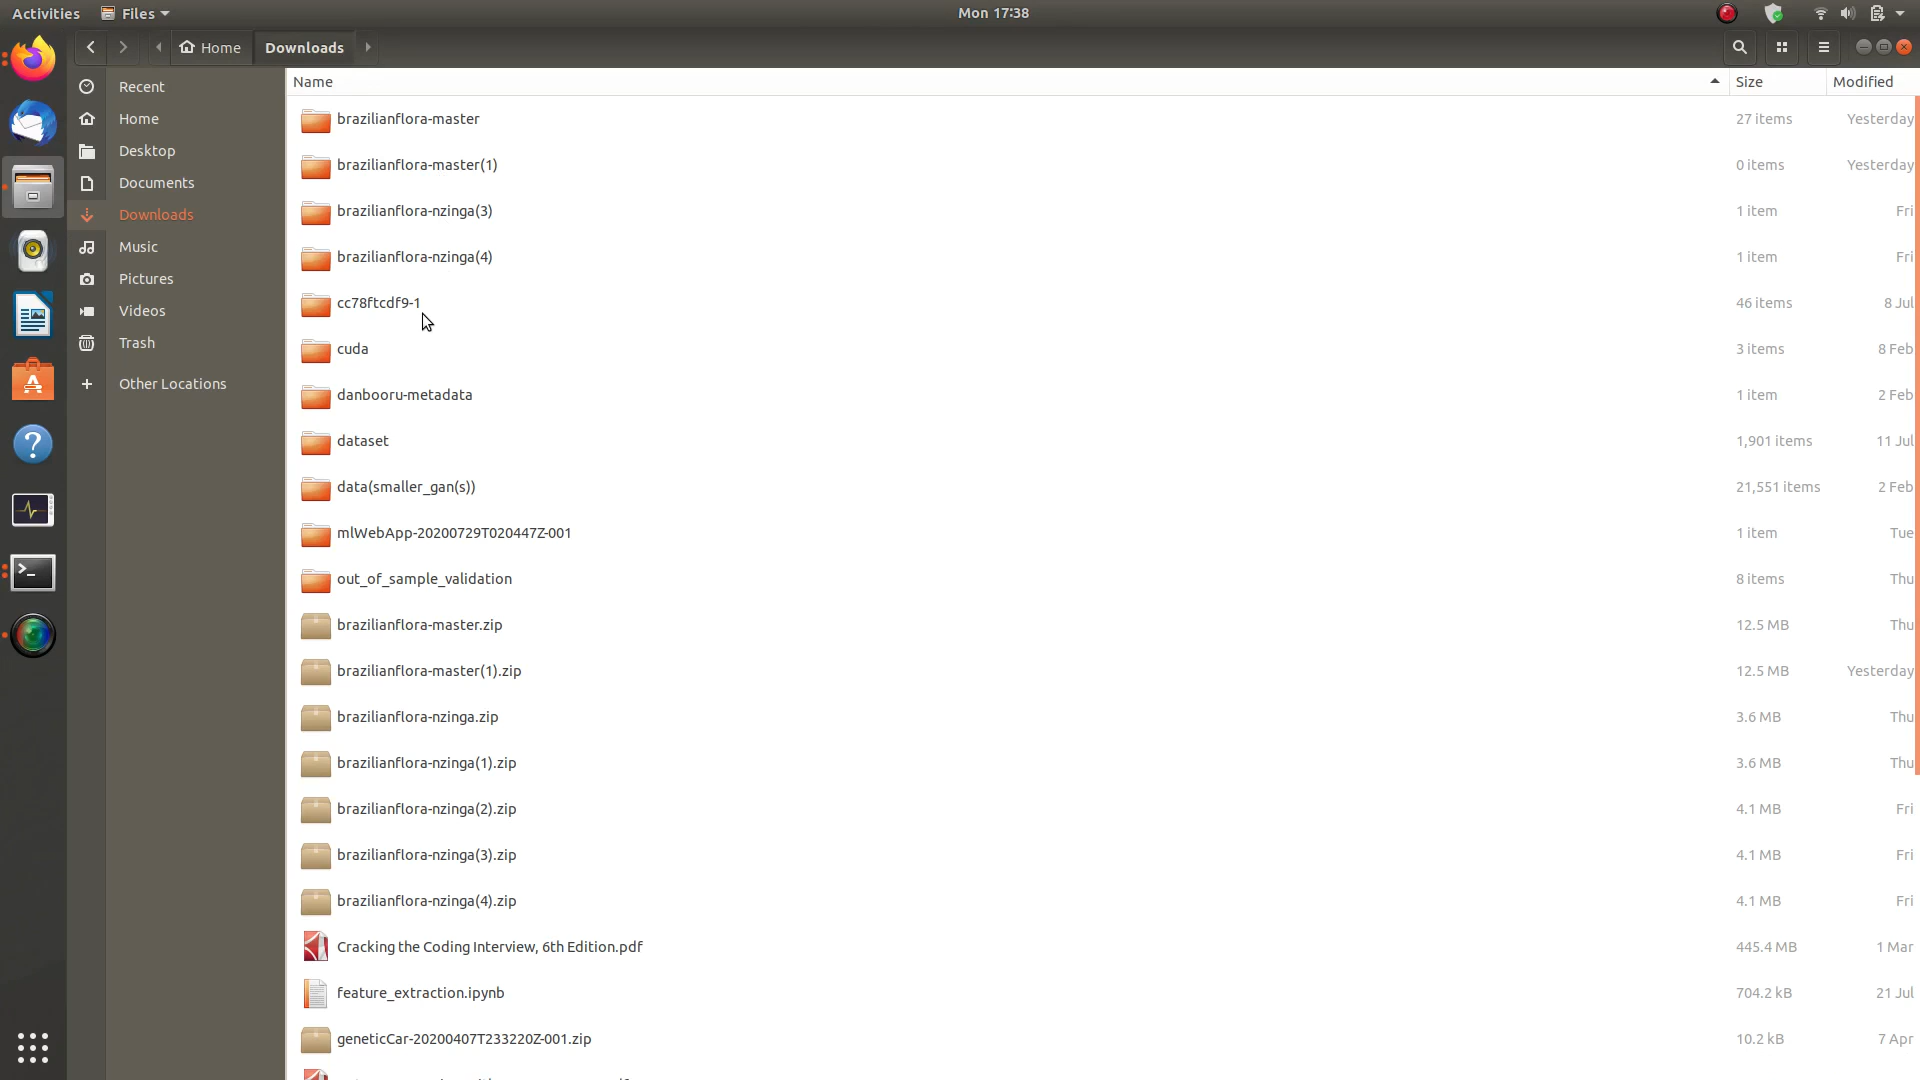 Activities Files Mon 17:38
Home Downloads
Name Size Modified
Recent
Home
Desktop
Documents
Downloads
Music
Pictures
Videos
Trash
Other Locations
brazilianflora-master 27 items Yesterday
brazilianflora-master(1) 0 items Yesterday
brazilianflora-nzinga(3) 1 item Fri
brazilianflora-nzinga(4) 1 item Fri
cc78ftcdf9-1 46 items 8 Jul
cuda 3 items 8 Feb
danbooru-metadata 1 item 2 Feb
dataset 1,901 items 11 Jul
data(smaller_gan(s)) 21,551 items 2 Feb
mlWebApp-20200729T020447Z-001 1 item Tue
out_of_sample_validation 8 items Thu
brazilianflora-master.zip 12.5 MB Thu
brazilianflora-master(1).zip 12.5 MB Yesterday
brazilianflora-nzinga.zip 3.6 MB Thu
brazilianflora-nzinga(1).zip 3.6 MB Thu
brazilianflora-nzinga(2).zip 4.1 MB Fri
brazilianflora-nzinga(3).zip 4.1 MB Fri
brazilianflora-nzinga(4).zip 4.1 MB Fri
Cracking the Coding Interview, 6th Edition.pdf 445.4 MB 1 Mar
feature_extraction.ipynb 704.2 kB 21 Jul
geneticCar-20200407T233220Z-001.zip 10.2 kB 7 Apr